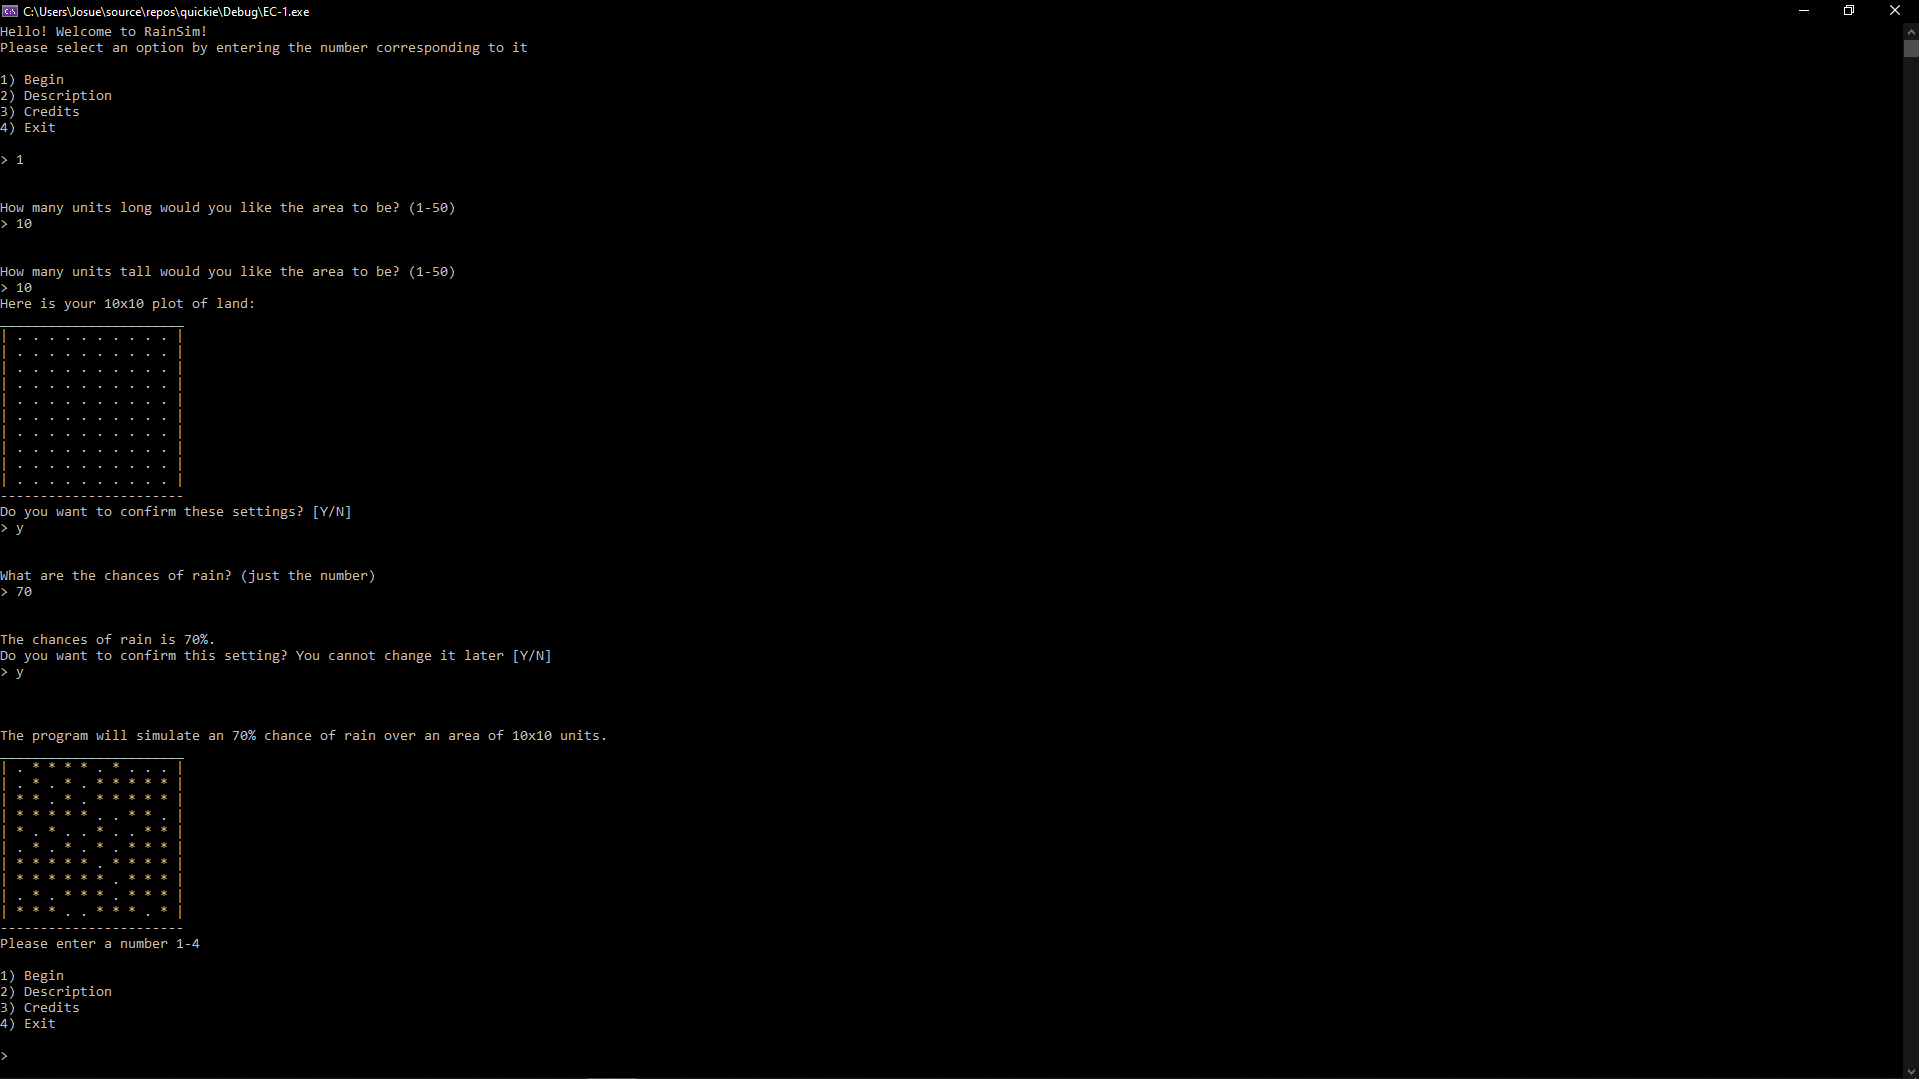 C:\Users\Josue\source\repos\quickie\Debug\EC-1.exe
Hello! Welcome to RainSim!
Please select an option by entering the number corresponding to it
1) Begin
2) Description
3) Credits
4) Exit
> 1
How many units long would you like the area to be? (1-50)
> 10
How many units tall would you like the area to be? (1-50)
> 10
Here is your 10x10 plot of land:
_______________________
| . . . . . . . . . . |
| . . . . . . . . . . |
| . . . . . . . . . . |
| . . . . . . . . . . |
| . . . . . . . . . . |
| . . . . . . . . . . |
| . . . . . . . . . . |
| . . . . . . . . . . |
| . . . . . . . . . . |
| . . . . . . . . . . |
-----------------------
Do you want to confirm these settings? [Y/N]
> y
What are the chances of rain? (just the number)
> 70
The chances of rain is 70%.
Do you want to confirm this setting? You cannot change it later [Y/N]
> y
The program will simulate an 70% chance of rain over an area of 10x10 units.
_______________________
| . * * * * . * . . . |
| . * . * . * * * * * |
| * * . * . * * * * * |
| * * * * * . . * * . |
| * . * . . * . . * * |
| . * . * . * . * * * |
| * * * * * . * * * * |
| * * * * * * . * * * |
| . * . * * * . * * * |
| * * * . . * * * . * |
-----------------------
Please enter a number 1-4
1) Begin
2) Description
3) Credits
4) Exit
>